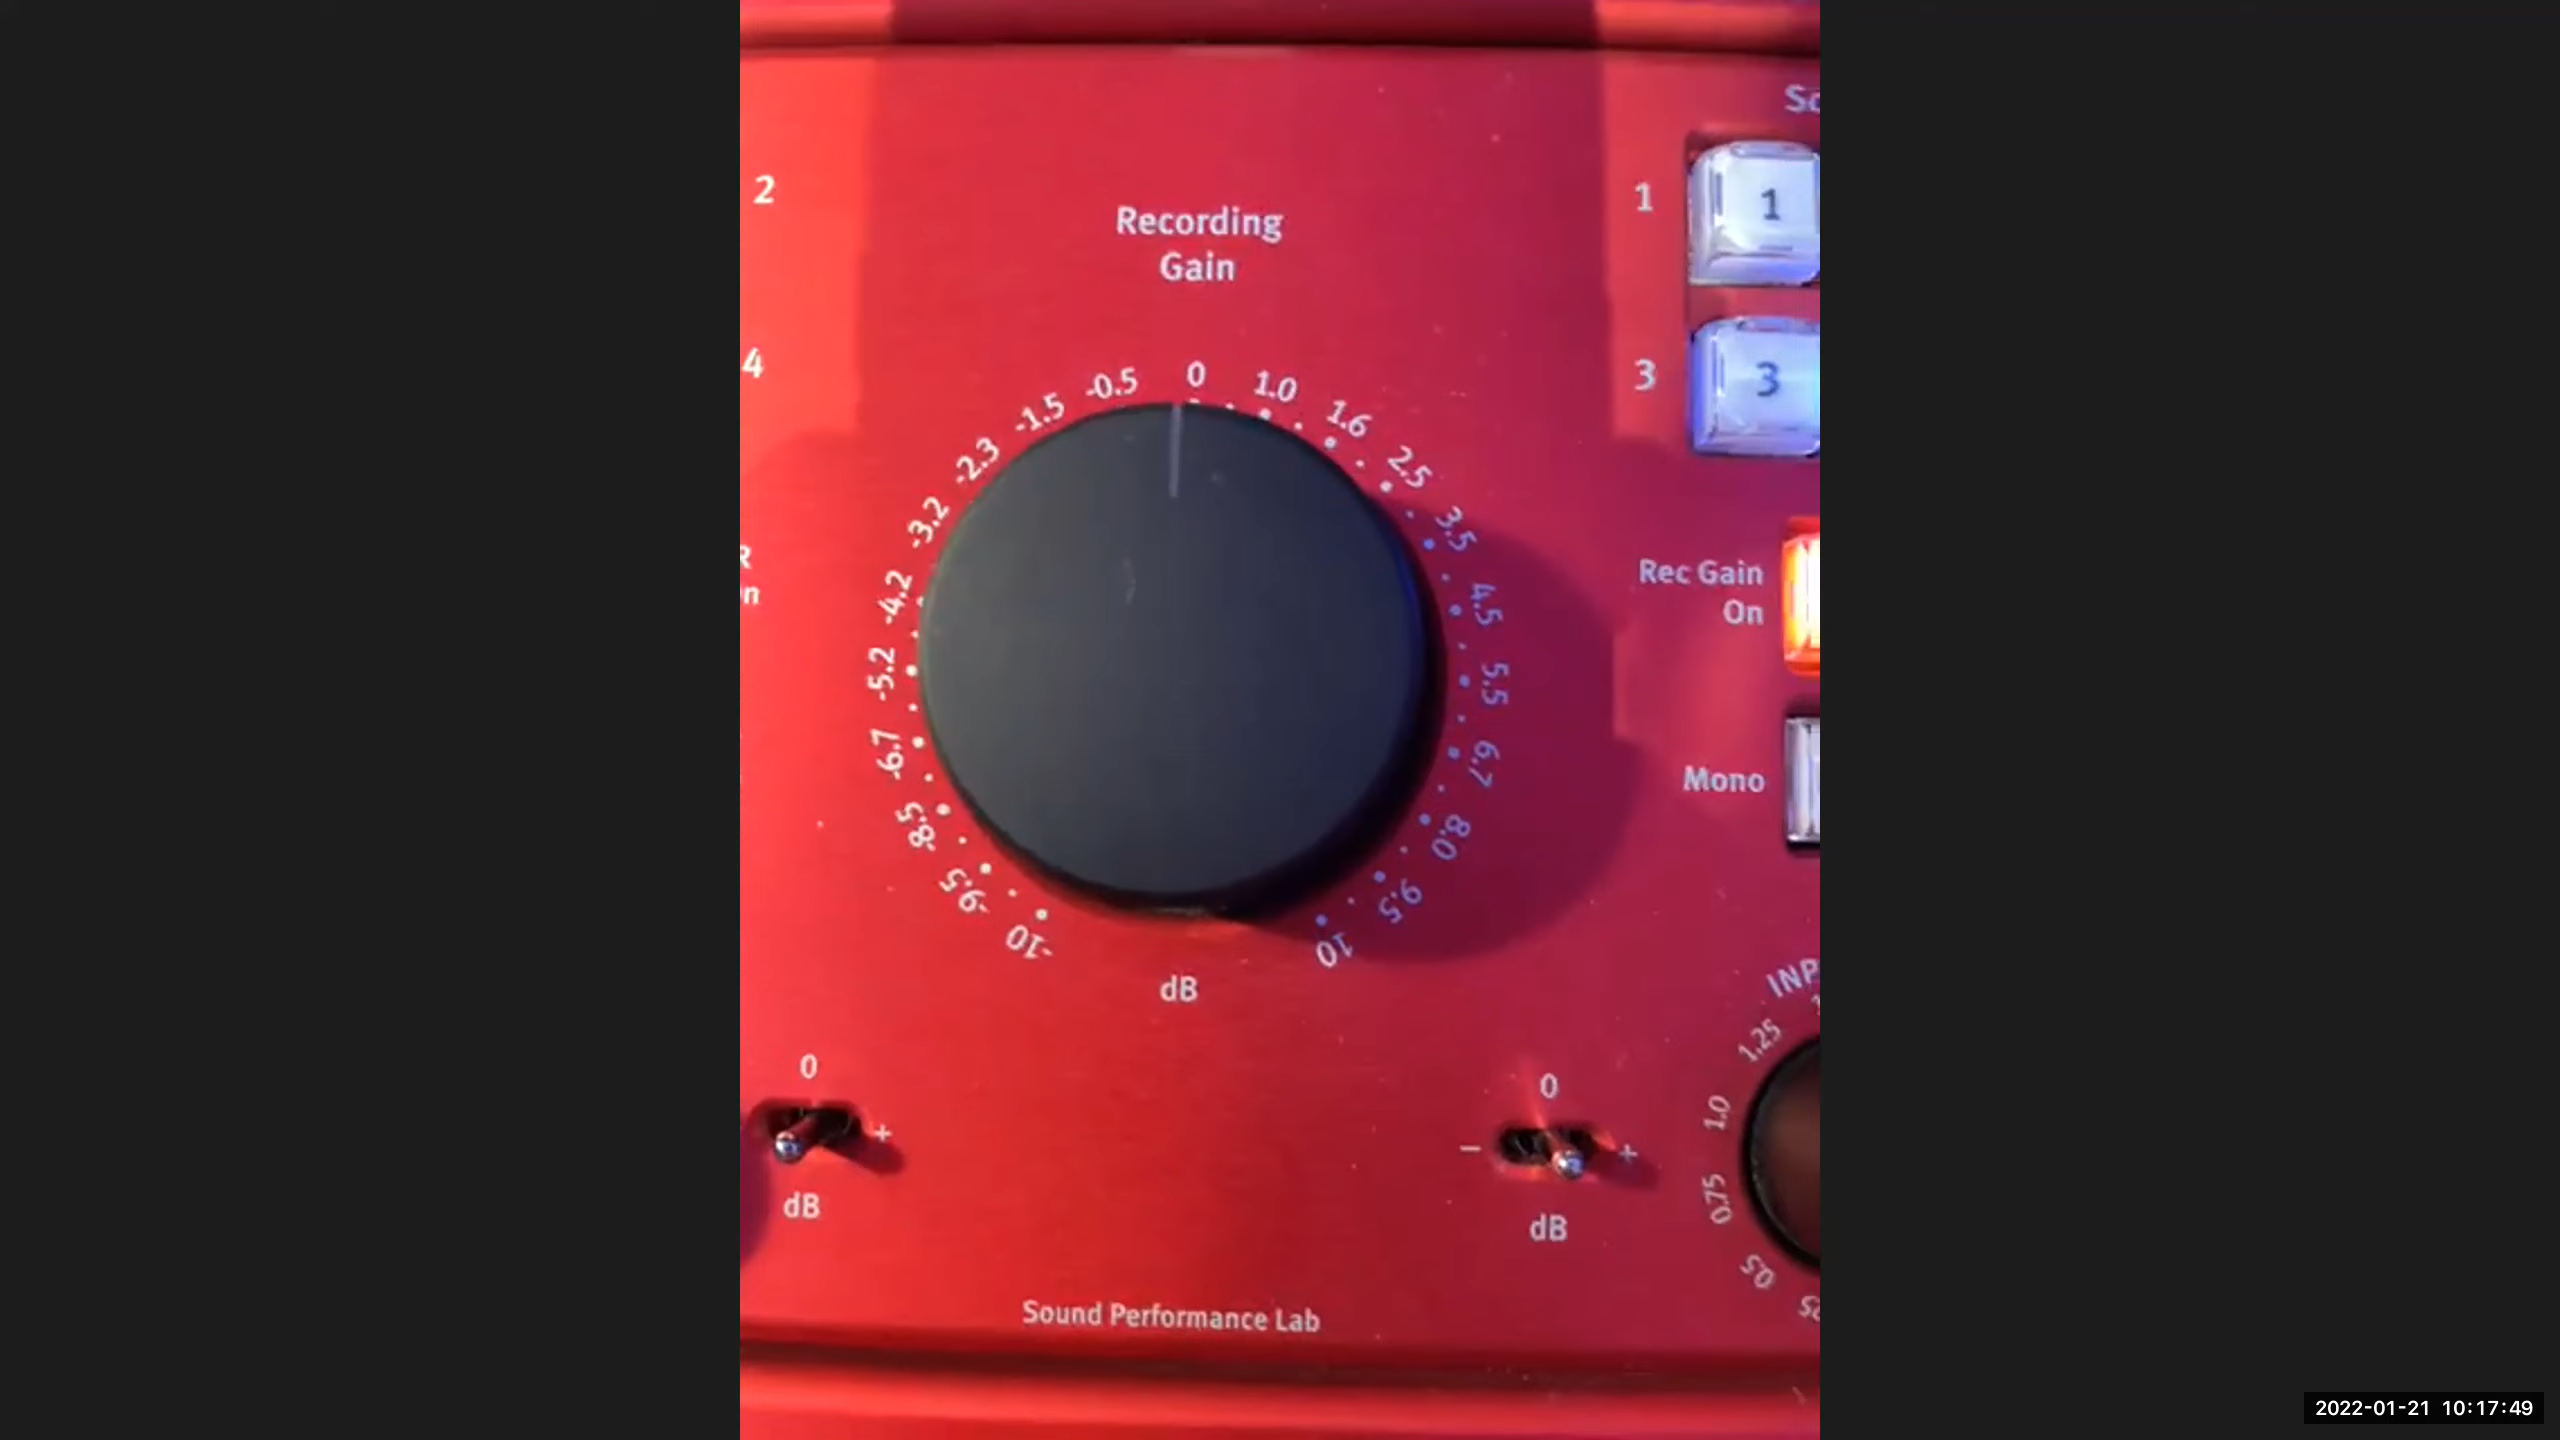 So
2
1
1
Recording
Gain
4
3
3
-10
-9.5
-8.5
-6.7
-5.2
-4.2
-3.2
-2.3
-1.5
-0.5
0
1.0
1.6
2.5
3.5
4.5
5.5
6.7
8.0
9.5
10
dB
R
n
Rec Gain
On
Mono
0
+
dB
0
– +
dB
INP
1.25
1.0
0.75
0.5
Sound Performance Lab
2022-01-21 10:17:49